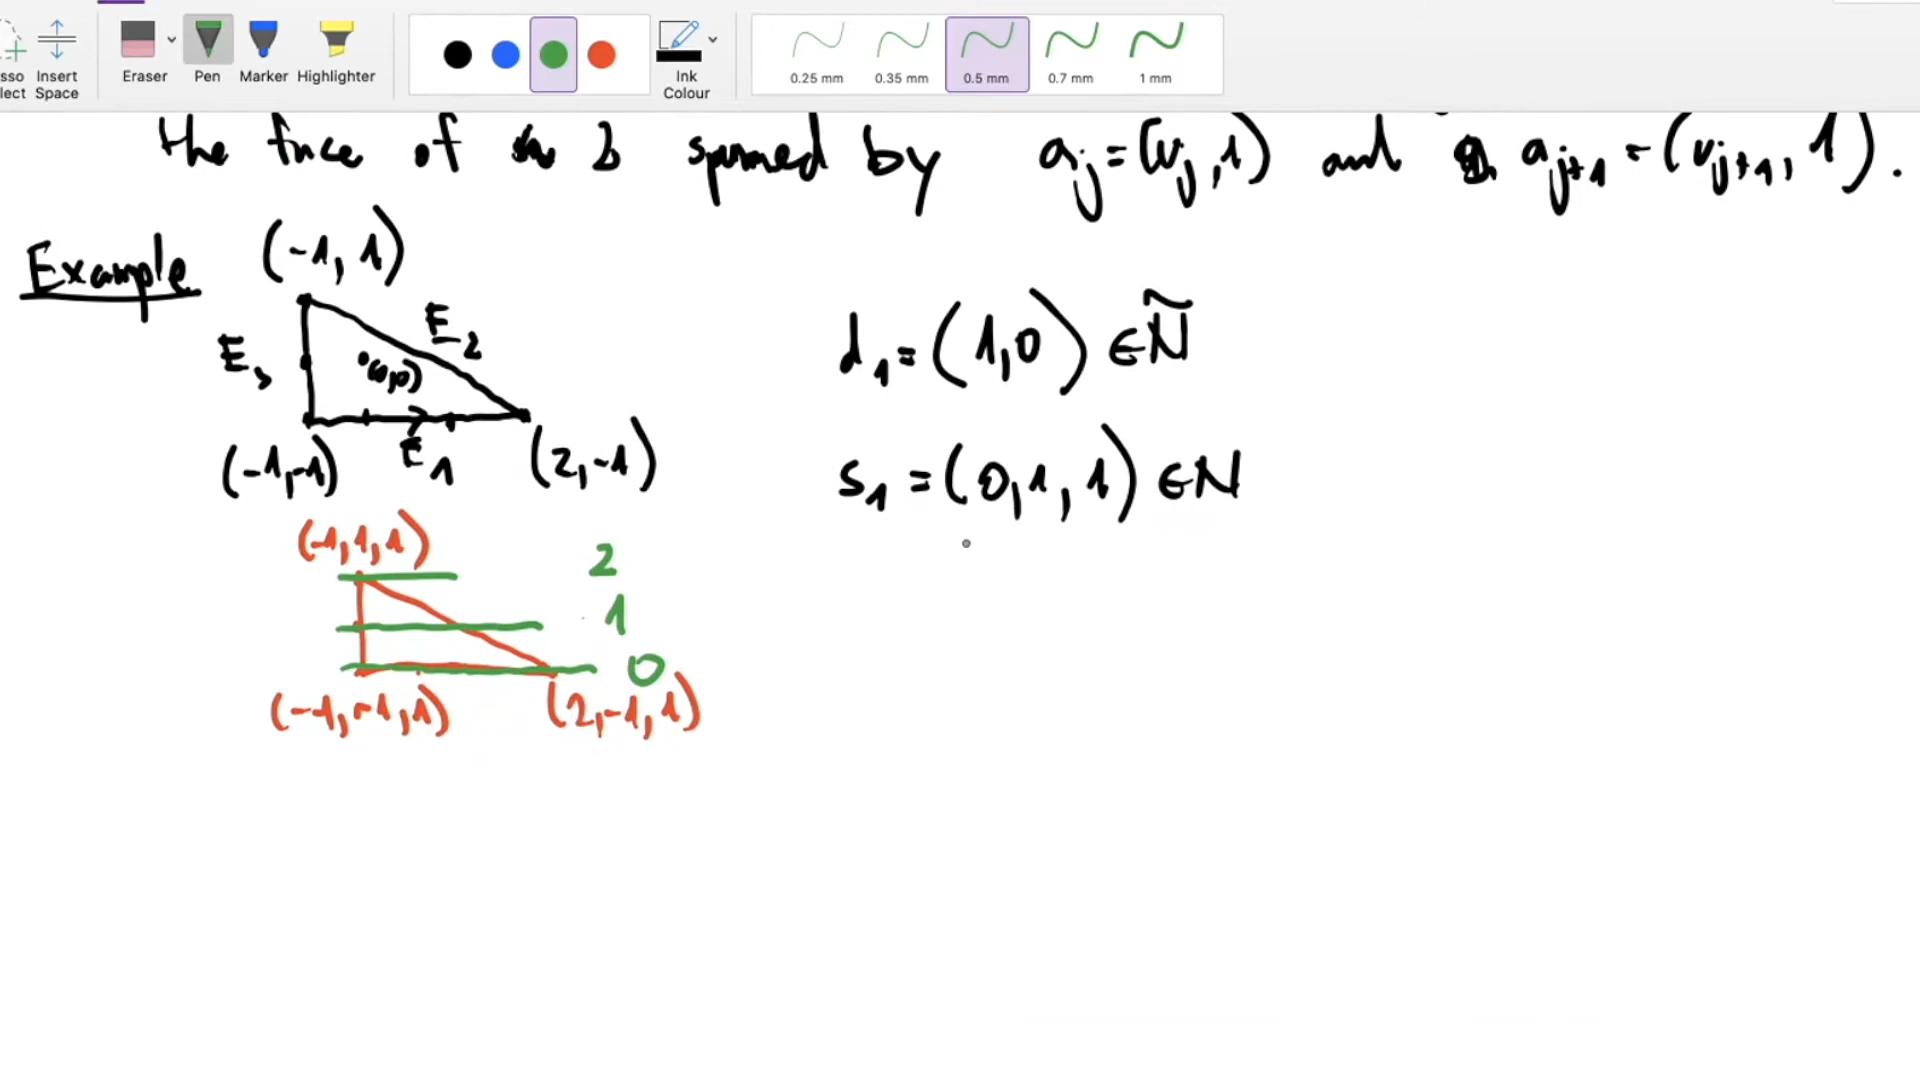 sso Insert Eraser Pen Marker Highlighter Ink 0.25 mm 0.35 mm 0.5 mm 0.7 mm 1 mm
lect Space Colour
the face of 2 spanned by a_j=(v_j,1) and a_{j+1}=(v_{j+1},1).
Example (-1,1)
E_2
E_3 (0,0)
(-1,-1) E_1 (2,-1)
d_1=(1,0)∈Ñ
s_1=(0,1,1)∈N
(-1,1,1) 2
1
0
(-1,-1,1) (2,-1,1)